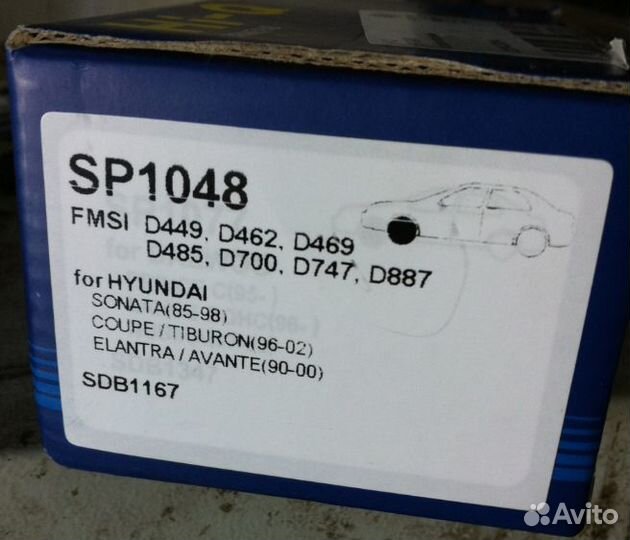 SP1048
FMSI D449, D462, D469
D485, D700, D747, D887
for HYUNDAI
SONATA(85-98)
COUPE / TIBURON(96-02)
ELANTRA / AVANTE(90-00)
SDB1167
SDB1347
Avito